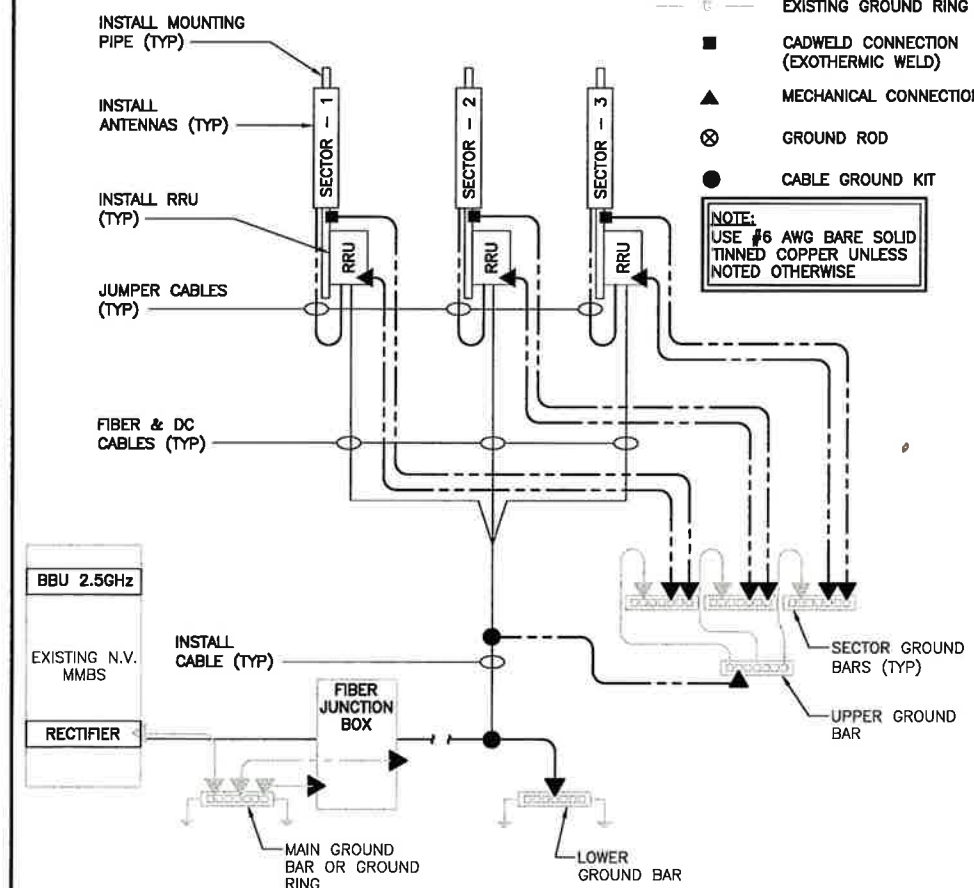 INSTALL MOUNTING
PIPE (TYP)
INSTALL
ANTENNAS (TYP)
INSTALL RRU
(TYP)
JUMPER CABLES
(TYP)
FIBER & DC
CABLES (TYP)
SECTOR - 1
SECTOR - 2
SECTOR - 3
RRU
RRU
RRU
EXISTING GROUND RING
CADWELD CONNECTION
(EXOTHERMIC WELD)
MECHANICAL CONNECTION
GROUND ROD
CABLE GROUND KIT
NOTE:
USE #6 AWG BARE SOLID
TINNED COPPER UNLESS
NOTED OTHERWISE
BBU 2.5GHz
EXISTING N.V.
MMBS
RECTIFIER
INSTALL
CABLE (TYP)
FIBER
JUNCTION
BOX
SECTOR GROUND
BARS (TYP)
UPPER GROUND
BAR
MAIN GROUND
BAR OR GROUND
RING
LOWER
GROUND BAR